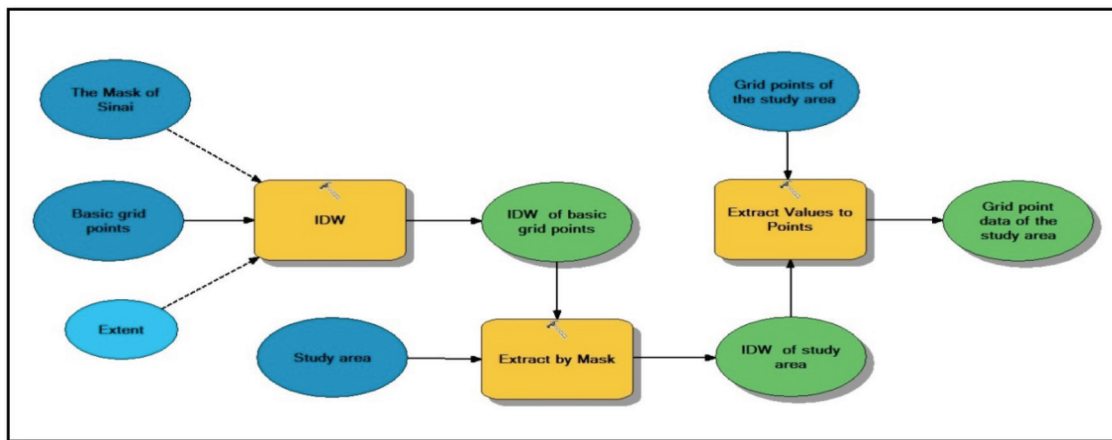 The Mask of
Sinai
Grid points of
the study area
Basic grid
points
IDW
IDW of basic
grid points
Extract Values to
Points
Grid point
data of the
study area
Extent
Study area
Extract by Mask
IDW of study
area